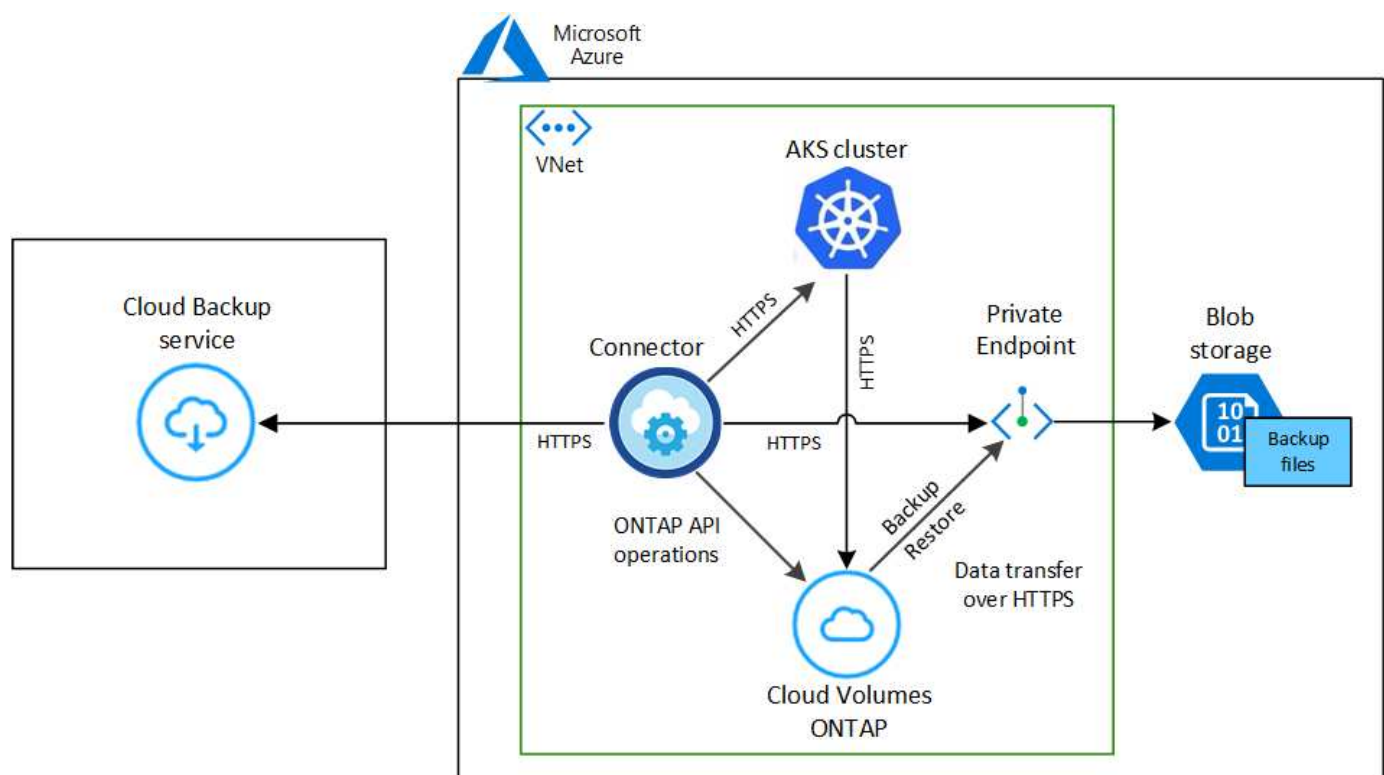 Microsoft
Azure
VNet
AKS cluster
Cloud Backup
service
Connector
HTTPS
HTTPS
Private
Endpoint
Blob
storage
10
01
Backup
files
HTTPS
HTTPS
ONTAP API
operations
Backup
Restore
Data transfer
over HTTPS
Cloud Volumes
ONTAP